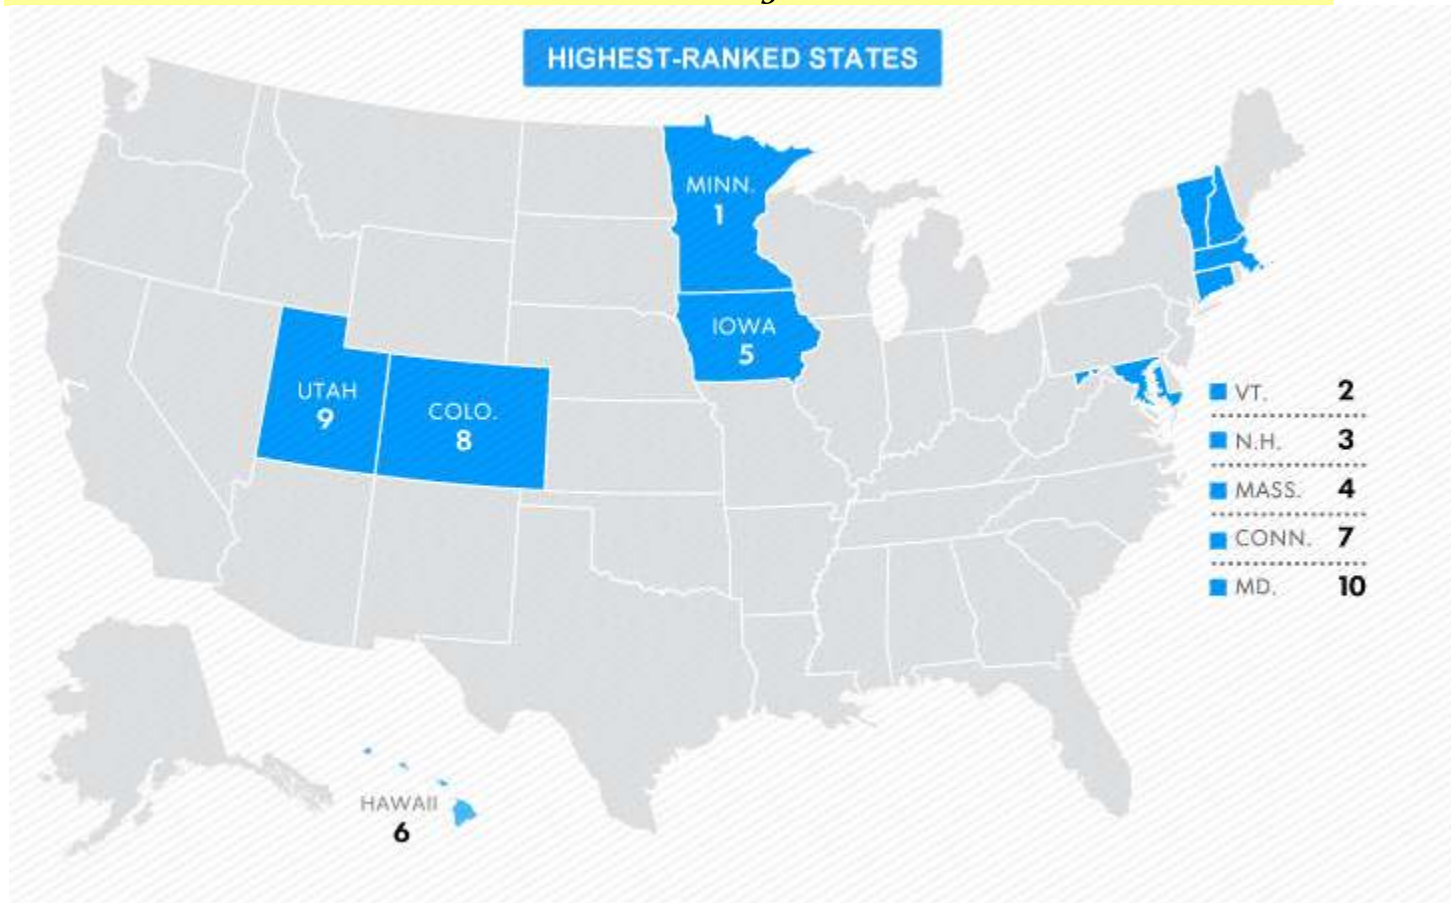 HIGHEST-RANKED STATES
MINN.
1
IOWA
5
UTAH
9
COLO.
8
VT. 2
N.H. 3
MASS. 4
CONN. 7
MD. 10
HAWAII
6